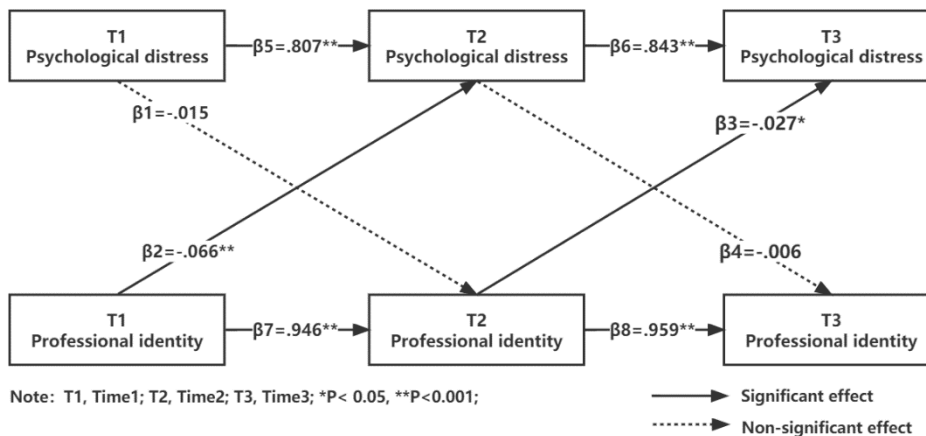 T1
Psychological distress
β5=.807**
T2
Psychological distress
β6=.843**
T3
Psychological distress
β1=-.015
β3=-.027*
β2=-.066**
β4=-.006
T1
Professional identity
β7=.946**
T2
Professional identity
β8=.959**
T3
Professional identity
Note: T1, Time1; T2, Time2; T3, Time3; *P< 0.05, **P<0.001;
Significant effect
Non-significant effect